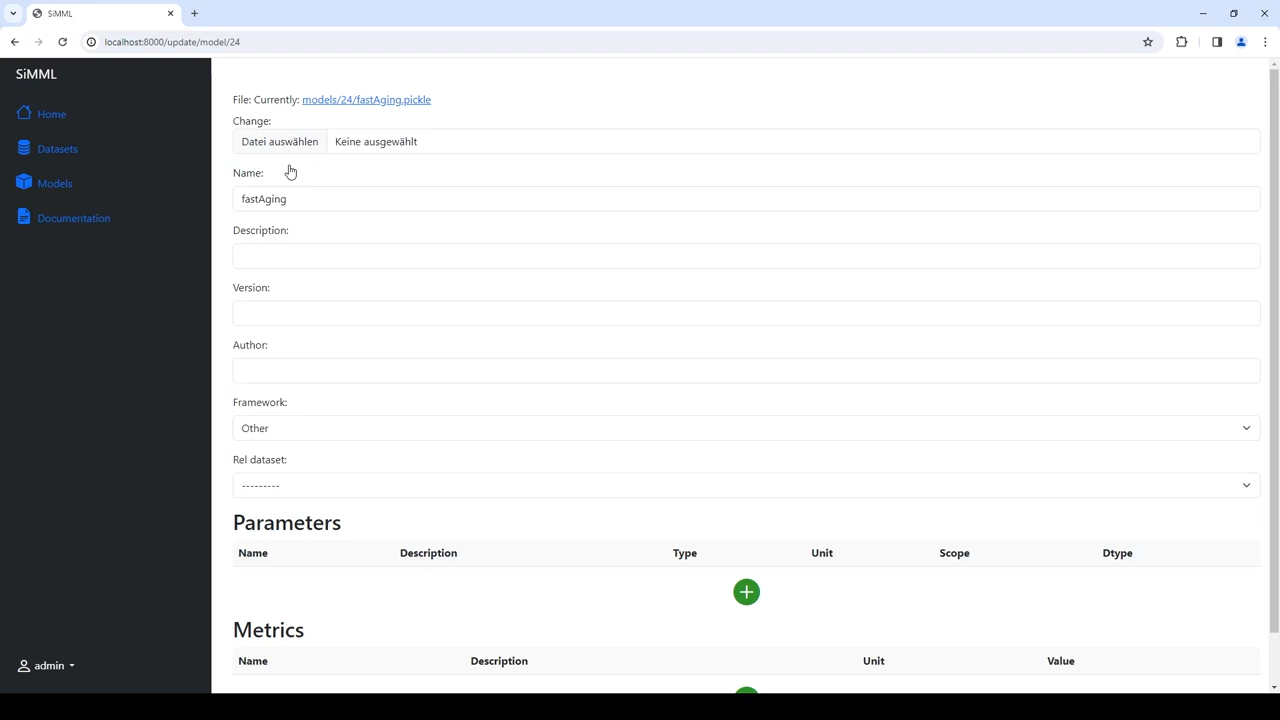 SiMML
localhost:8000/update/model/24
SiMML
Home
Datasets
Models
Documentation
admin
File: Currently: models/24/fastAging.pickle
Change:
Datei auswählen Keine ausgewählt
Name:
fastAging
Description:
Version:
Author:
Framework:
Other
Rel dataset:
---------
Parameters
Name Description Type Unit Scope Dtype
Metrics
Name Description Unit Value